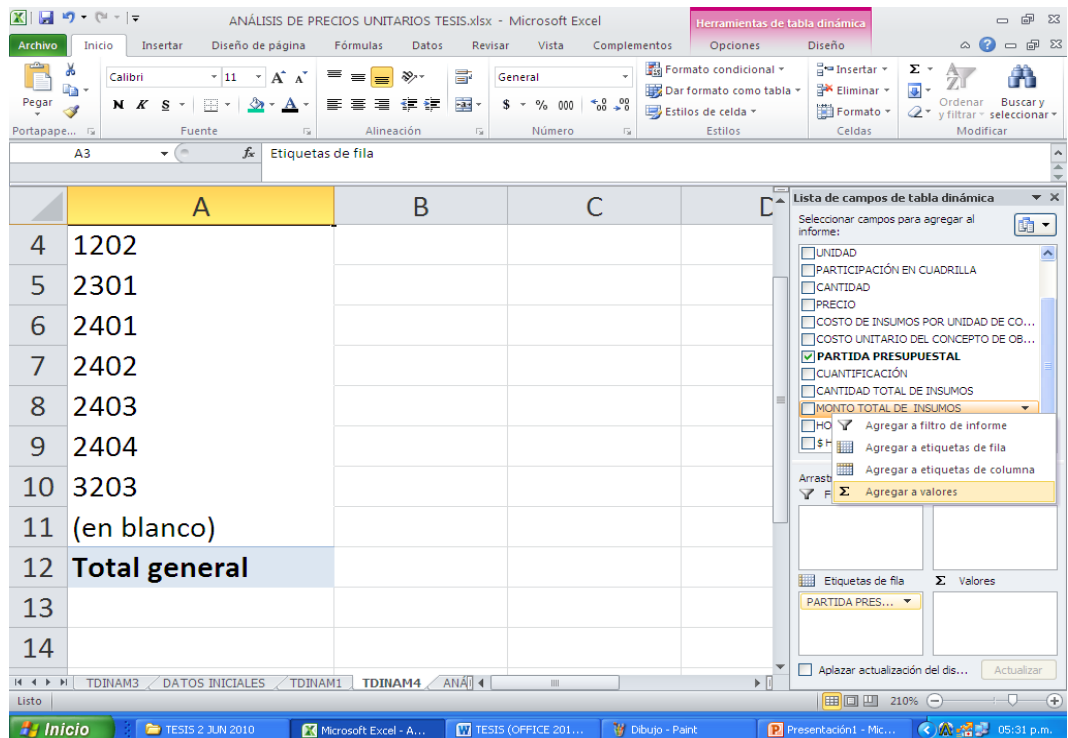 ANÁLISIS DE PRECIOS UNITARIOS TESIS.xlsx - Microsoft Excel
Herramientas de tabla dinámica
Archivo Inicio Insertar Diseño de página Fórmulas Datos Revisar Vista Complementos Opciones Diseño
Pegar
Calibri 11
N K S
General
$ % 000
Formato condicional
Dar formato como tabla
Estilos de celda
Insertar
Eliminar
Formato
Σ
Ordenar y filtrar
Buscar y seleccionar
Portapape... Fuente Alineación Número Estilos Celdas Modificar
A3 fx Etiquetas de fila
A B C D
4 1202
5 2301
6 2401
7 2402
8 2403
9 2404
10 3203
11 (en blanco)
12 Total general
13
14
Lista de campos de tabla dinámica
Seleccionar campos para agregar al informe:
UNIDAD
PARTICIPACIÓN EN CUADRILLA
CANTIDAD
PRECIO
COSTO DE INSUMOS POR UNIDAD DE CO...
COSTO UNITARIO DEL CONCEPTO DE OB...
PARTIDA PRESUPUESTAL
CUANTIFICACIÓN
CANTIDAD TOTAL DE INSUMOS
MONTO TOTAL DE INSUMOS
HO
$ H
Agregar a filtro de informe
Agregar a etiquetas de fila
Agregar a etiquetas de columna
Σ Agregar a valores
Arrast
F
Etiquetas de fila Σ Valores
PARTIDA PRES...
Aplazar actualización del dis... Actualizar
TDINAM3 DATOS INICIALES TDINAM1 TDINAM4 ANÁ
Listo 210%
Inicio TESIS 2 JUN 2010 Microsoft Excel - A... TESIS (OFFICE 201... Dibujo - Paint Presentación1 - Mic... 05:31 p.m.